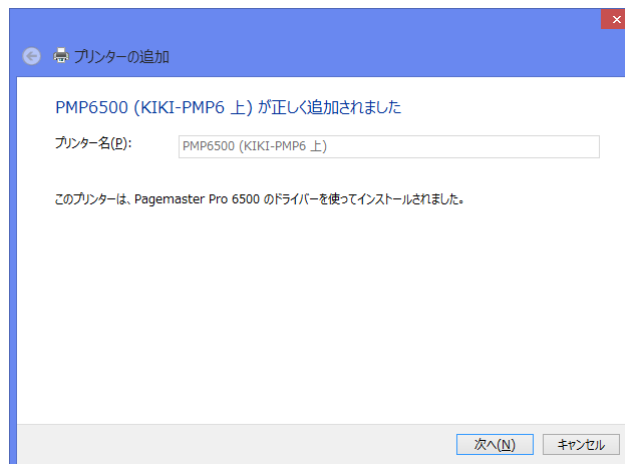 プリンターの追加
PMP6500 (KIKI-PMP6 上) が正しく追加されました
プリンター名(P): PMP6500 (KIKI-PMP6 上)
このプリンターは、Pagemaster Pro 6500 のドライバーを使ってインストールされました。
次へ(N) キャンセル